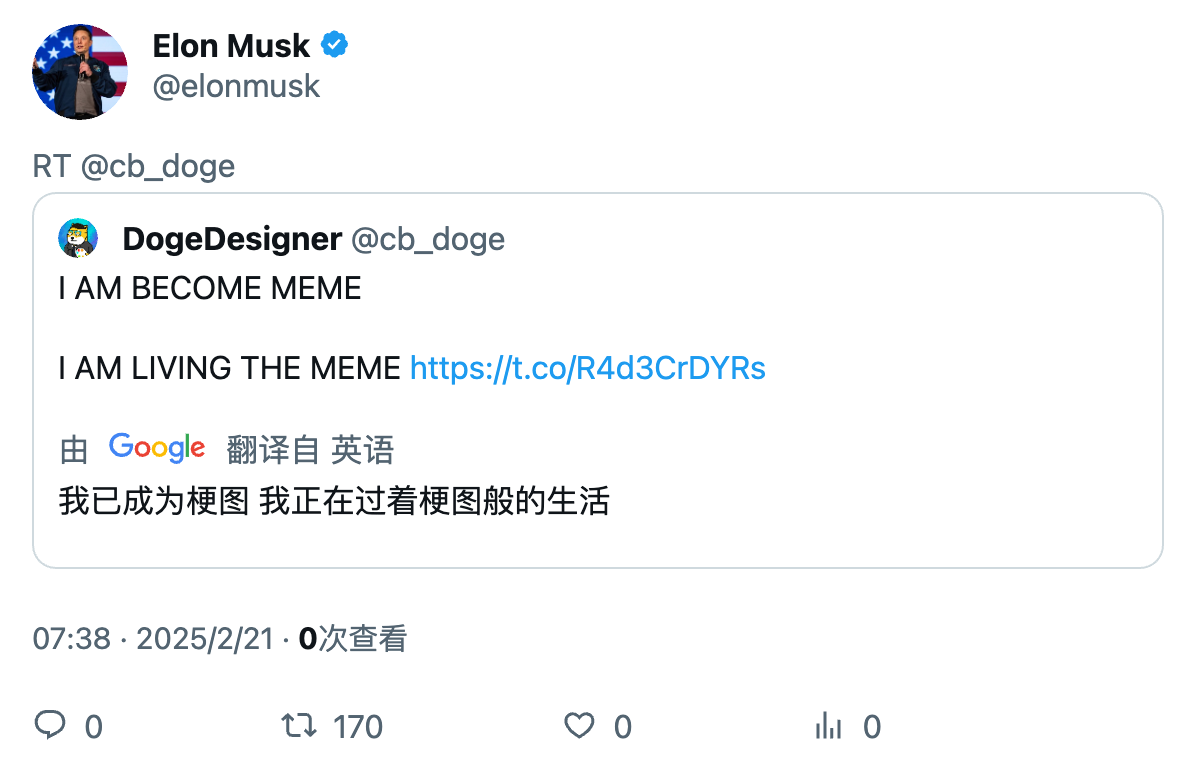 Elon Musk
@elonmusk
RT @cb_doge
DogeDesigner @cb_doge
I AM BECOME MEME
I AM LIVING THE MEME https://t.co/R4d3CrDYRs
由 Google 翻译自 英语
我已成为梗图 我正在过着梗图般的生活
07:38 · 2025/2/21 · 0次查看
0 170 0 0